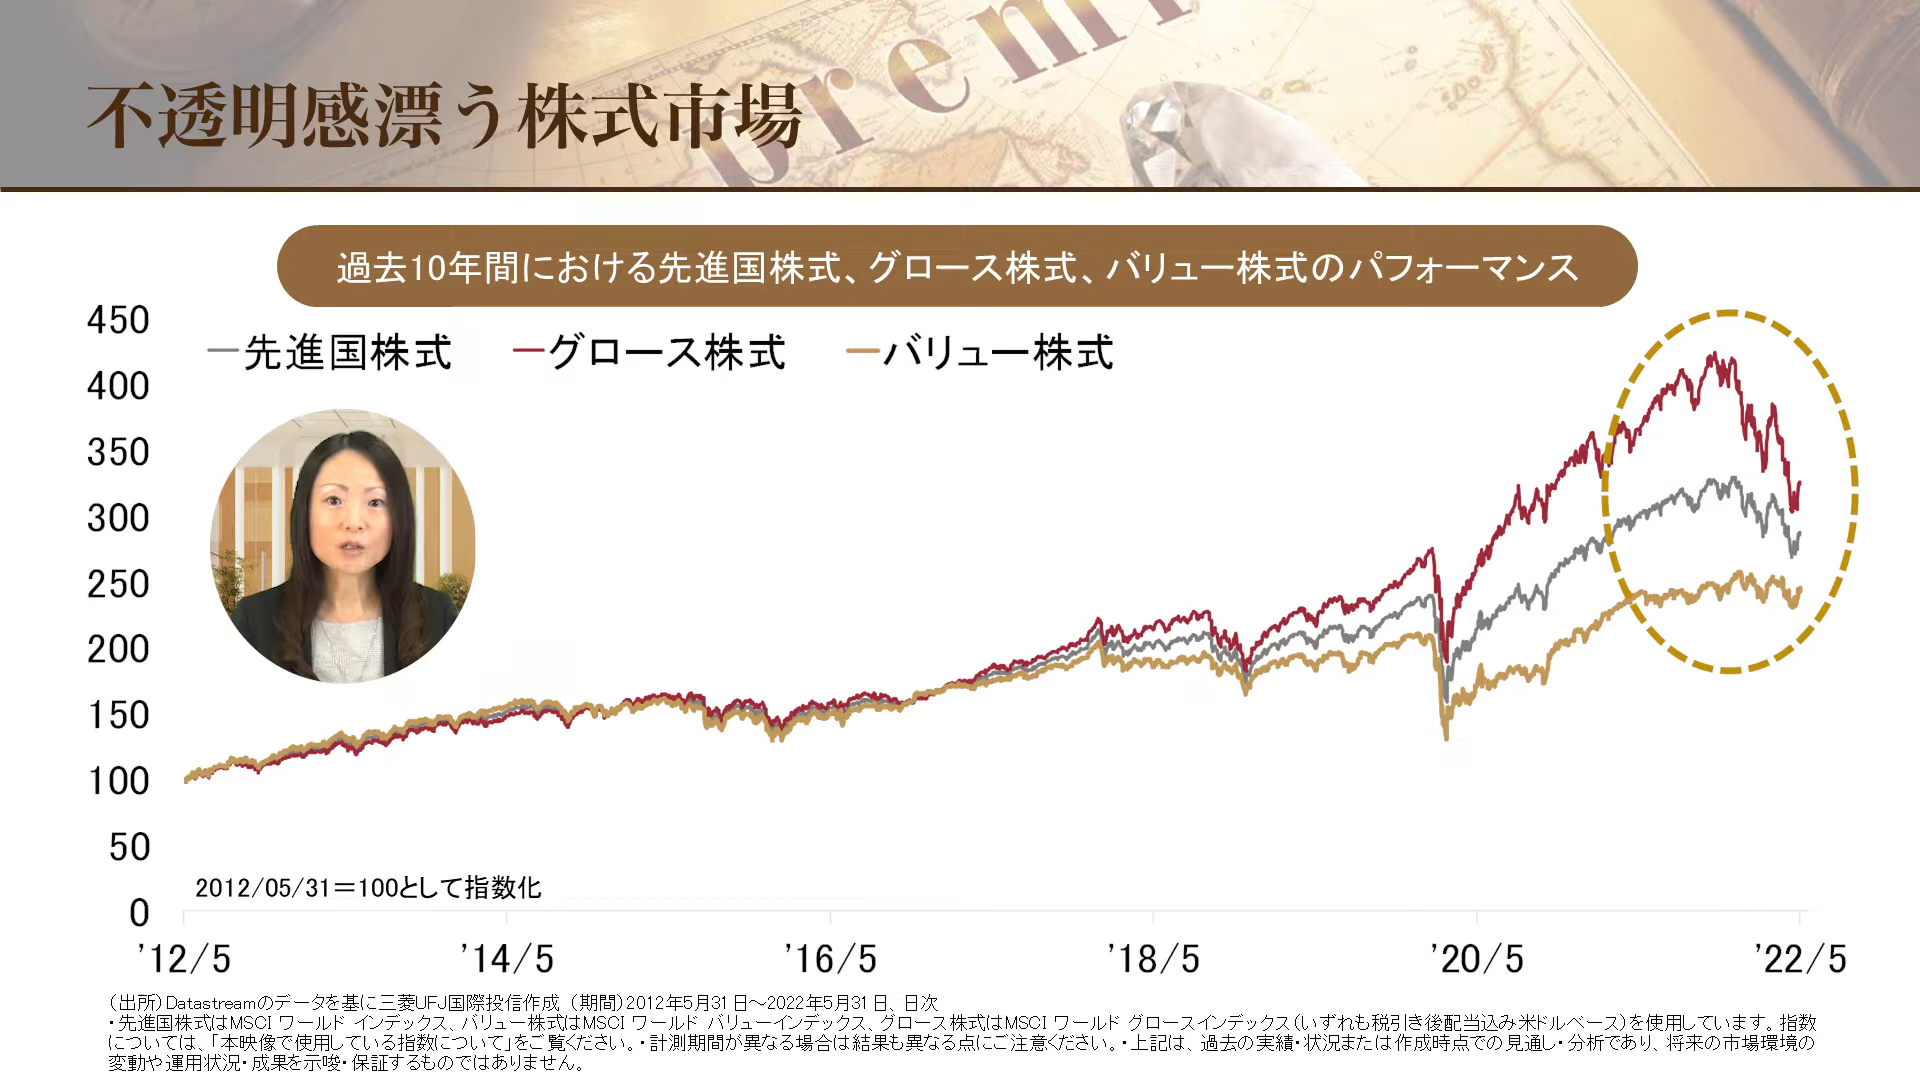 premi
不透明感漂う株式市場
過去10年間における先進国株式、グロース株式、バリュー株式のパフォーマンス
先進国株式 グロース株式 バリュー株式
450
400
350
300
250
200
150
100
50
0
2012/05/31＝100として指数化
’12/5 ’14/5 ’16/5 ’18/5 ’20/5 ’22/5
（出所）Datastreamのデータを基に三菱UFJ国際投信作成 （期間）2012年5月31日～2022年5月31日、日次
・先進国株式はMSCI ワールド インデックス、バリュー株式はMSCI ワールド バリューインデックス、グロース株式はMSCI ワールド グロースインデックス（いずれも税引き後配当込み米ドルベース）を使用しています。指数
については、「本映像で使用している指数について」をご覧ください。・計測期間が異なる場合は結果も異なる点にご注意ください。・上記は、過去の実績・状況または作成時点での見通し・分析であり、将来の市場環境の
変動や運用状況・成果を示唆・保証するものではありません。